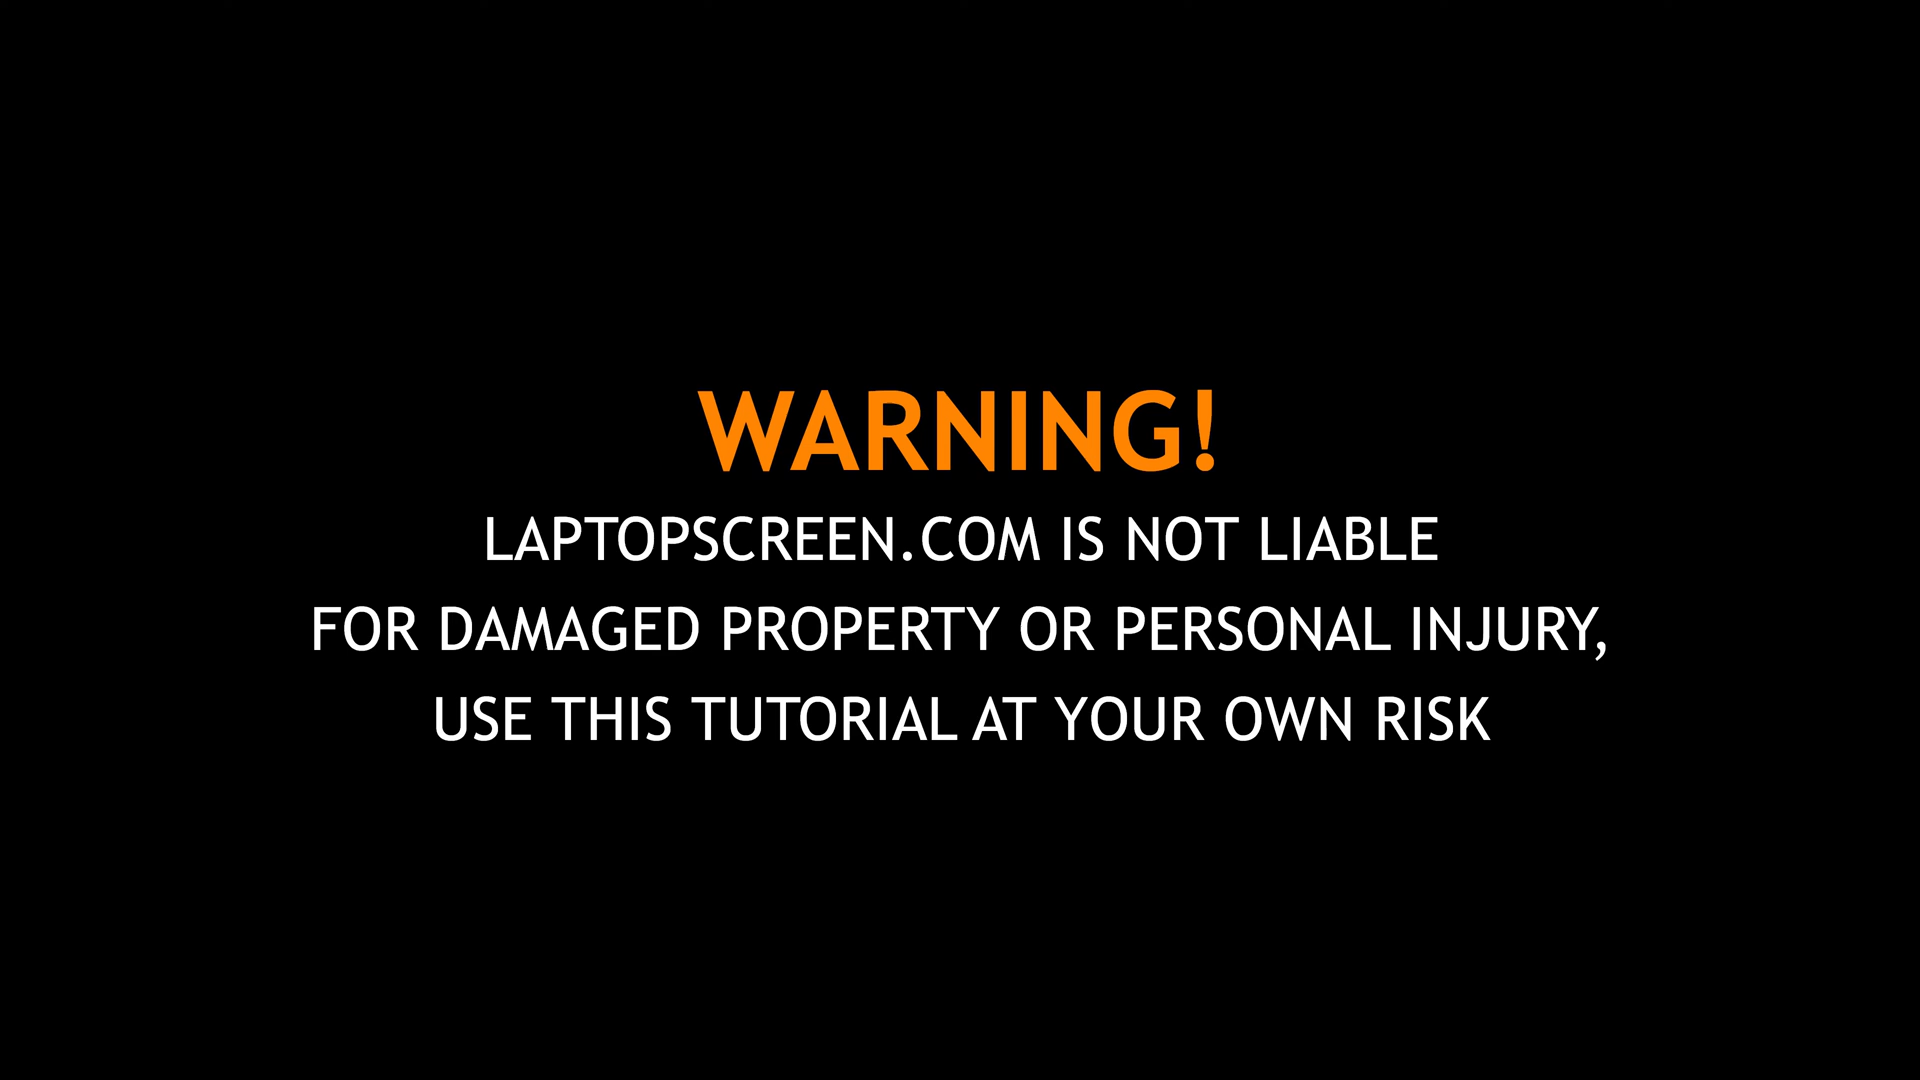 WARNING!
LAPTOPSCREEN.COM IS NOT LIABLE
FOR DAMAGED PROPERTY OR PERSONAL INJURY,
USE THIS TUTORIAL AT YOUR OWN RISK